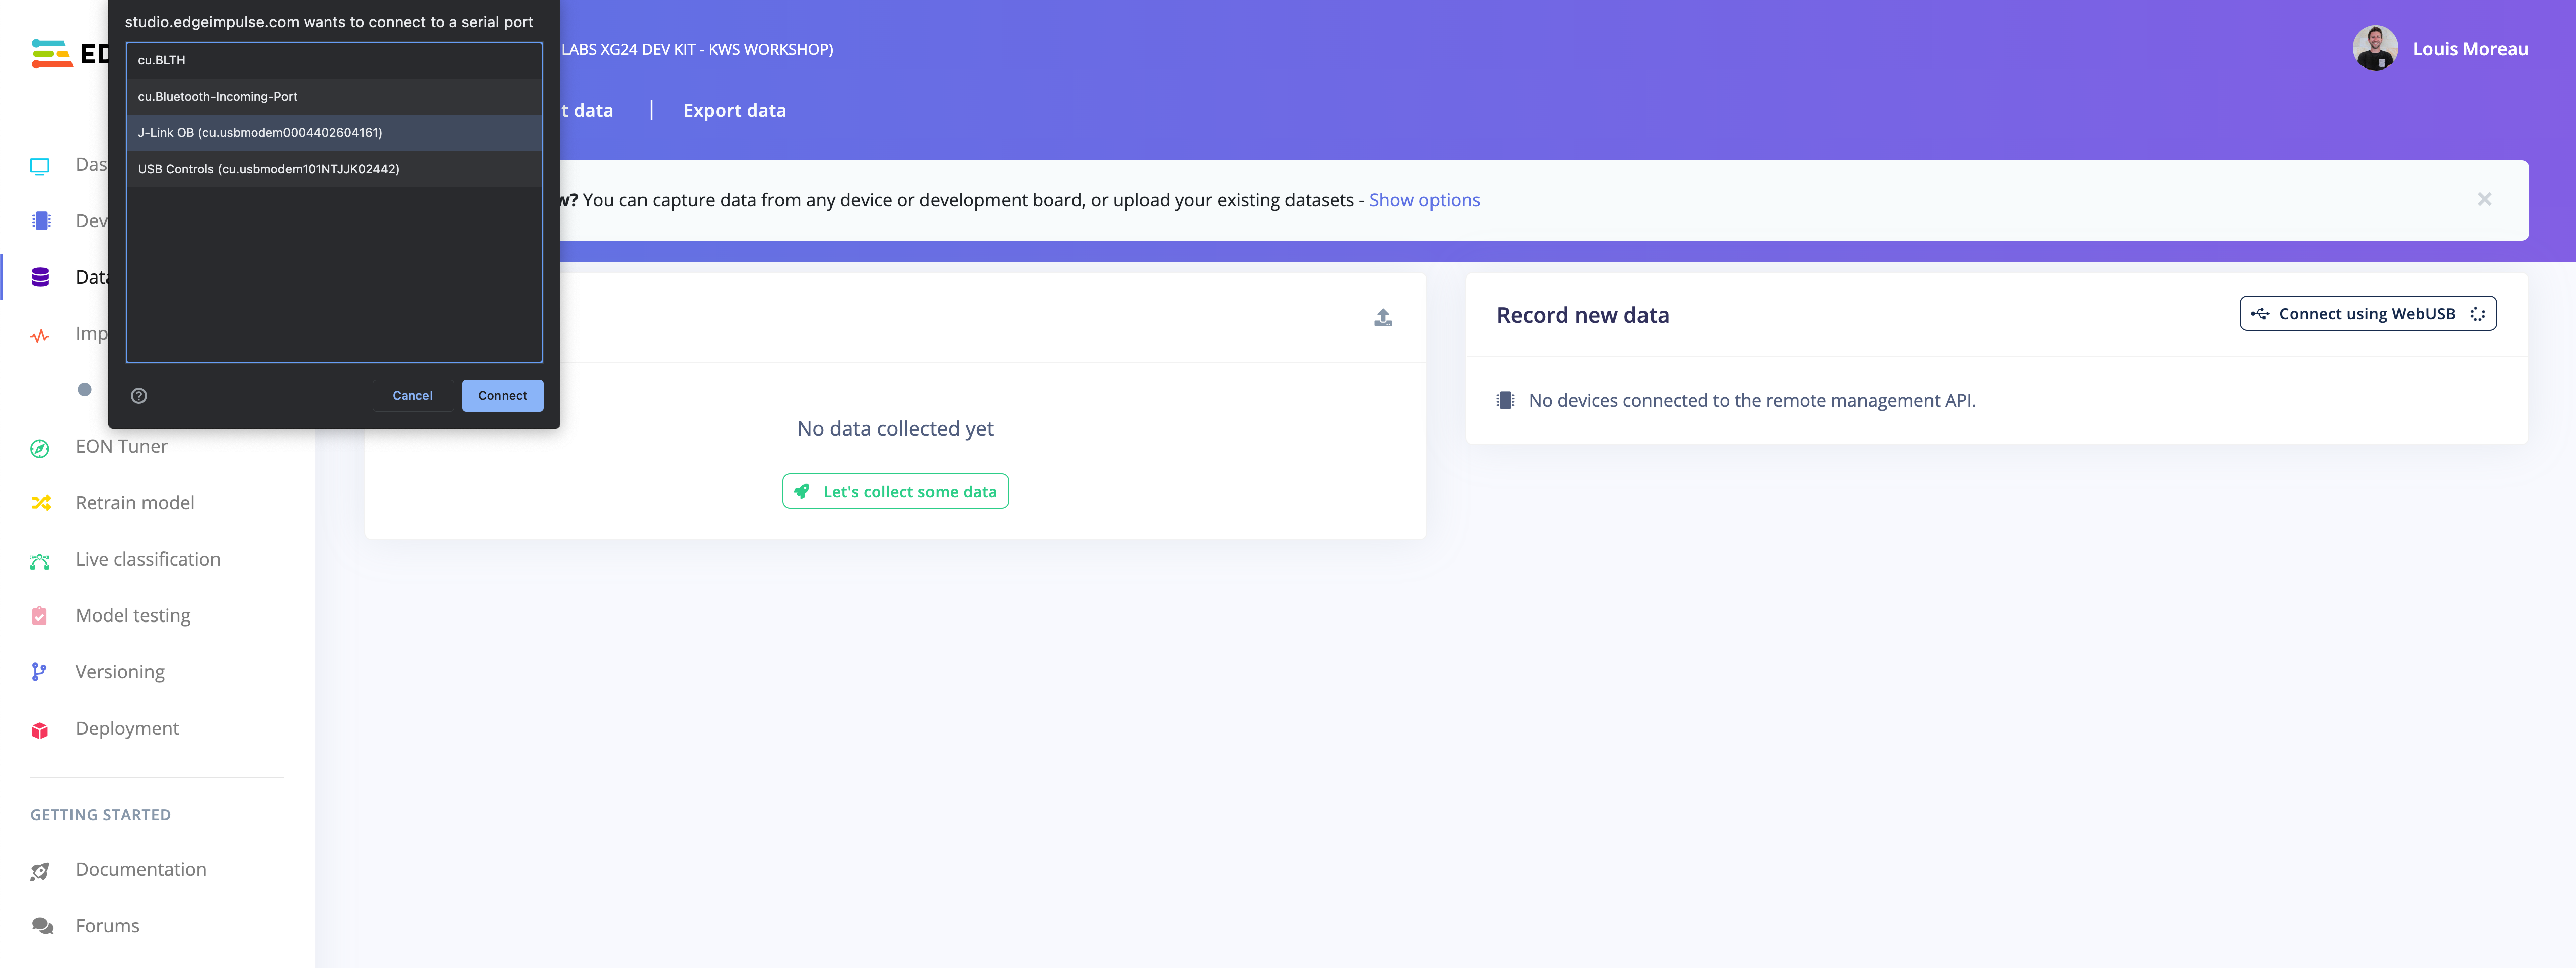 studio.edgeimpulse.com wants to connect to a serial port
cu.BLTH
cu.Bluetooth-Incoming-Port
J-Link OB (cu.usbmodem0004402604161)
USB Controls (cu.usbmodem101NTJJK02442)
Cancel
Connect
ED
LABS XG24 DEV KIT - KWS WORKSHOP)
Louis Moreau
t data | Export data
w? You can capture data from any device or development board, or upload your existing datasets - Show options
Das
Dev
Data
Imp
EON Tuner
Retrain model
Live classification
Model testing
Versioning
Deployment
GETTING STARTED
Documentation
Forums
No data collected yet
Let's collect some data
Record new data
Connect using WebUSB
No devices connected to the remote management API.